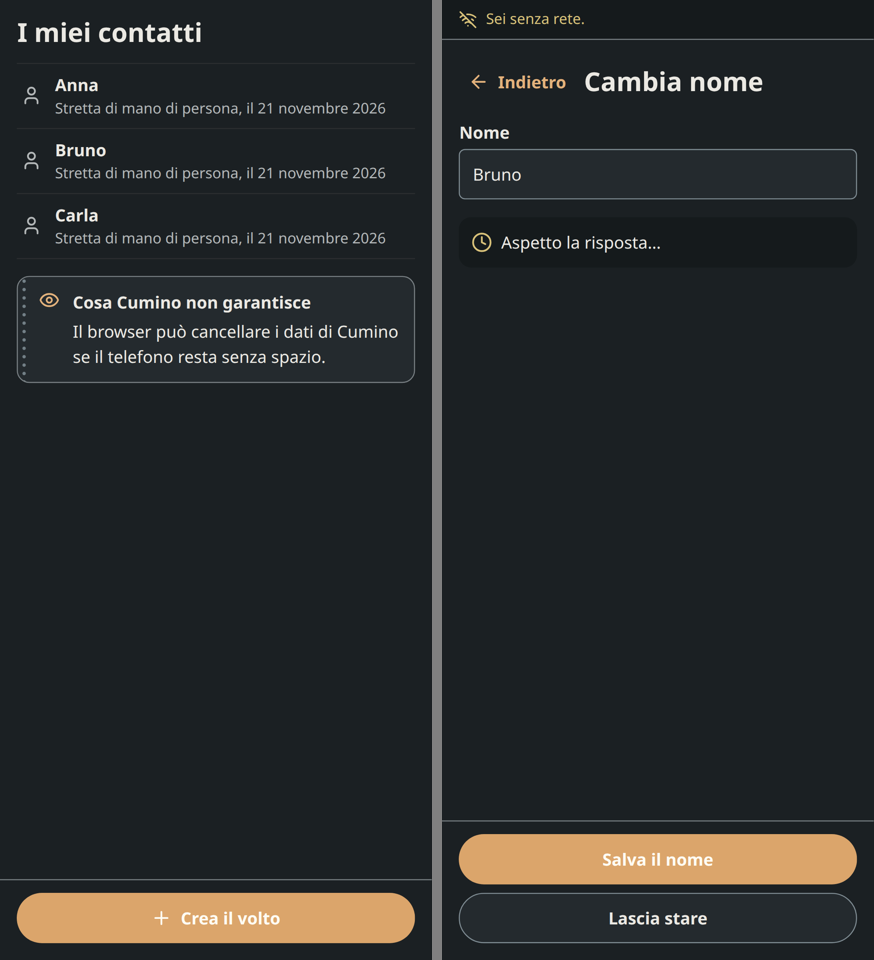 I miei contatti
Anna
Stretta di mano di persona, il 21 novembre 2026
Bruno
Stretta di mano di persona, il 21 novembre 2026
Carla
Stretta di mano di persona, il 21 novembre 2026
Cosa Cumino non garantisce
Il browser può cancellare i dati di Cumino
se il telefono resta senza spazio.
Crea il volto
Sei senza rete.
Indietro Cambia nome
Nome
Bruno
Aspetto la risposta...
Salva il nome
Lascia stare